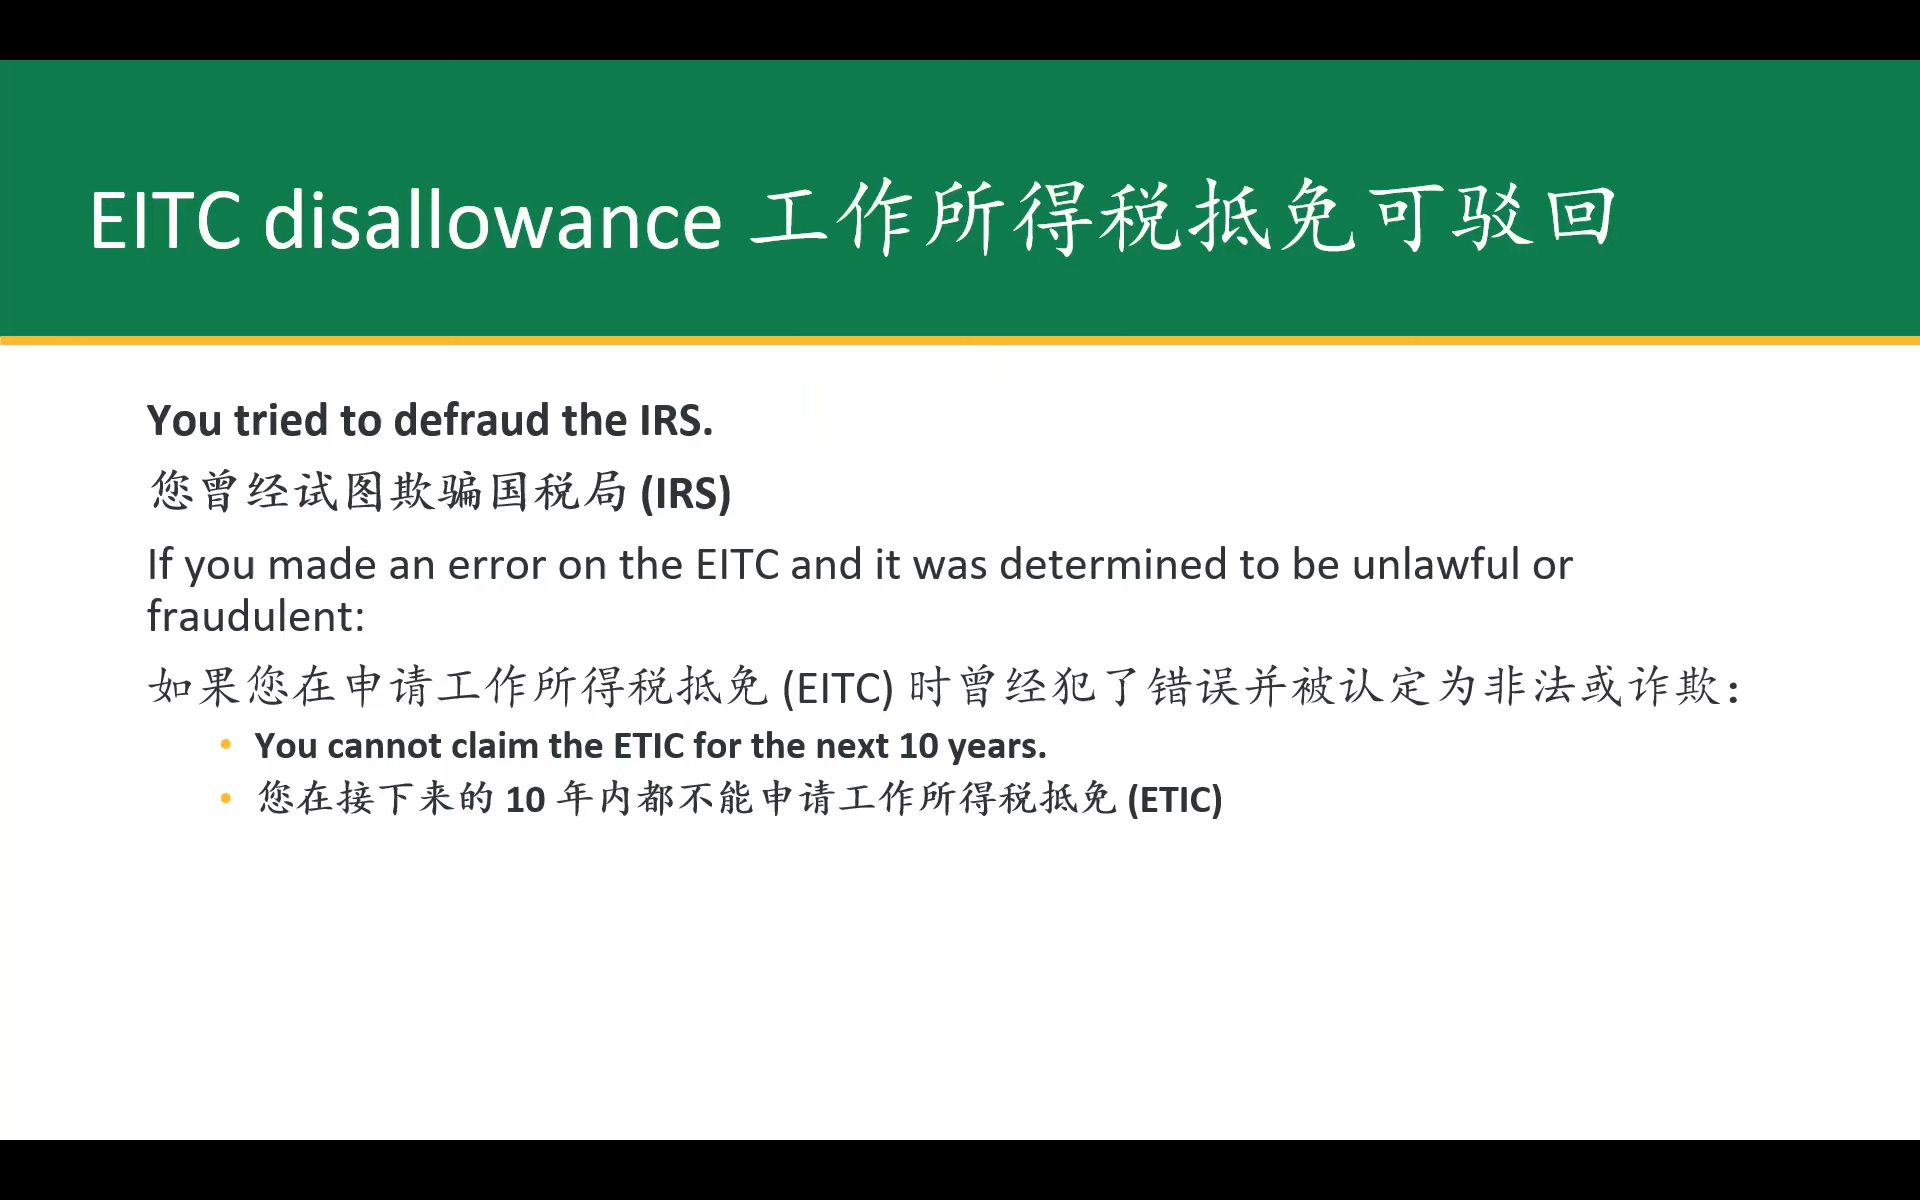 EITC disallowance 工作所得税抵免可驳回
You tried to defraud the IRS.
您曾经试图欺骗国税局 (IRS)
If you made an error on the EITC and it was determined to be unlawful or
fraudulent:
如果您在申请工作所得税抵免 (EITC) 时曾经犯了错误并被认定为非法或诈欺：
• You cannot claim the ETIC for the next 10 years.
• 您在接下来的 10 年内都不能申请工作所得税抵免 (ETIC)